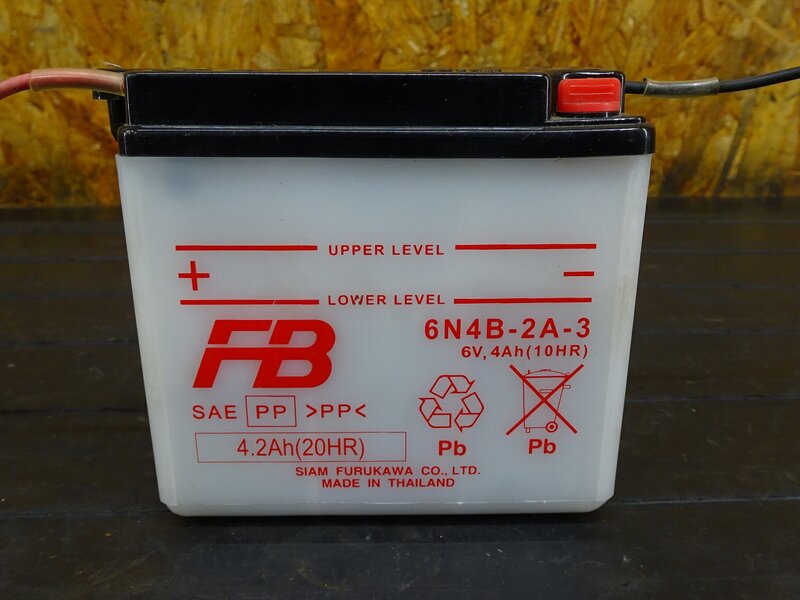 UPPER LEVEL
+ −
LOWER LEVEL
FB
6N4B-2A-3
6V, 4Ah(10HR)
SAE PP >PP<
4.2Ah(20HR)
Pb Pb
SIAM FURUKAWA CO., LTD.
MADE IN THAILAND